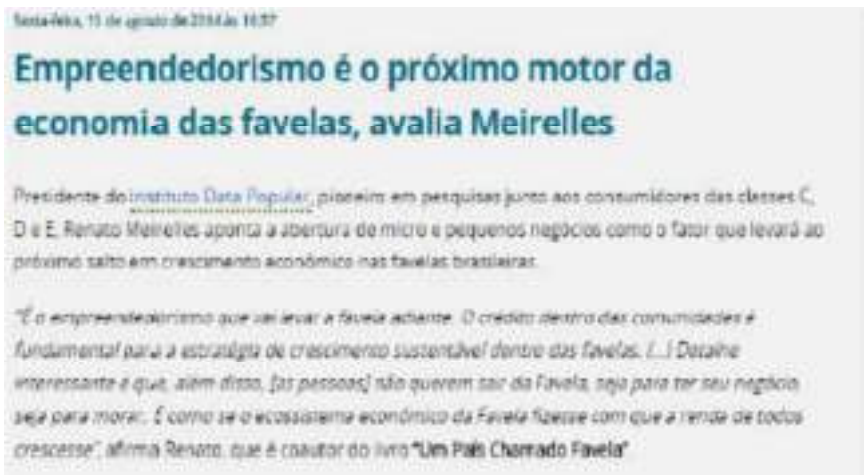 Sexta-feira, 15 de agosto de 2014 às 10:57
Empreendedorismo é o próximo motor da
economia das favelas, avalia Meirelles
Presidente do Instituto Data Popular, pioneiro em pesquisas junto aos consumidores das classes C,
D e E, Renato Meirelles aponta a abertura de micro e pequenos negócios como o fator que levará ao
próximo salto em crescimento econômico nas favelas brasileiras.
"É o empreendedorismo que vai levar a favela adiante. O crédito dentro das comunidades é
fundamental para a estratégia de crescimento sustentável dentro das favelas. (...) Detalhe
interessante é que, além disso, [as pessoas] não querem sair da Favela, seja para ter seu negócio,
seja para morar. É como se o ecossistema econômico da Favela fizesse com que a renda de todos
crescesse", afirma Renato, que é coautor do livro "Um País Chamado Favela".